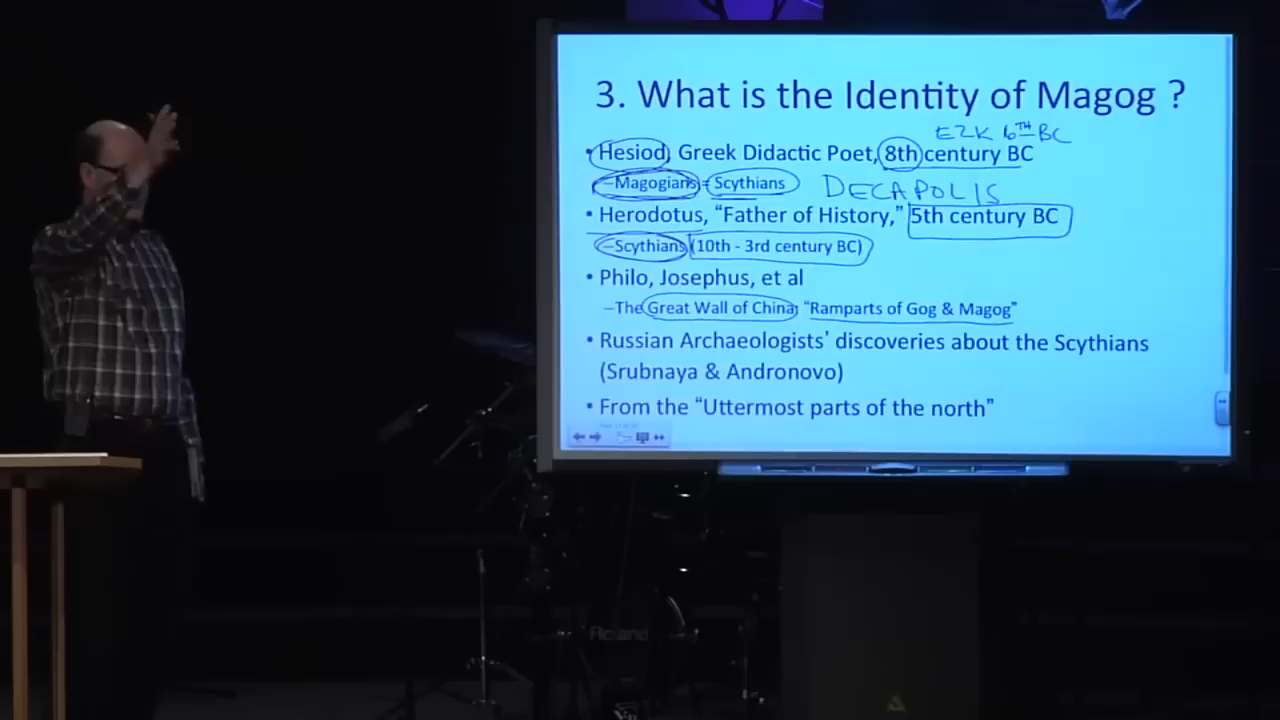 3. What is the Identity of Magog ?
EZK 6TH BC
• Hesiod, Greek Didactic Poet, 8th century BC
–Magogians = Scythians DECAPOLIS
• Herodotus, “Father of History,” 5th century BC
–Scythians (10th - 3rd century BC)
• Philo, Josephus, et al
–The Great Wall of China; “Ramparts of Gog & Magog”
• Russian Archaeologists’ discoveries about the Scythians
(Srubnaya & Andronovo)
• From the “Uttermost parts of the north”
Roland